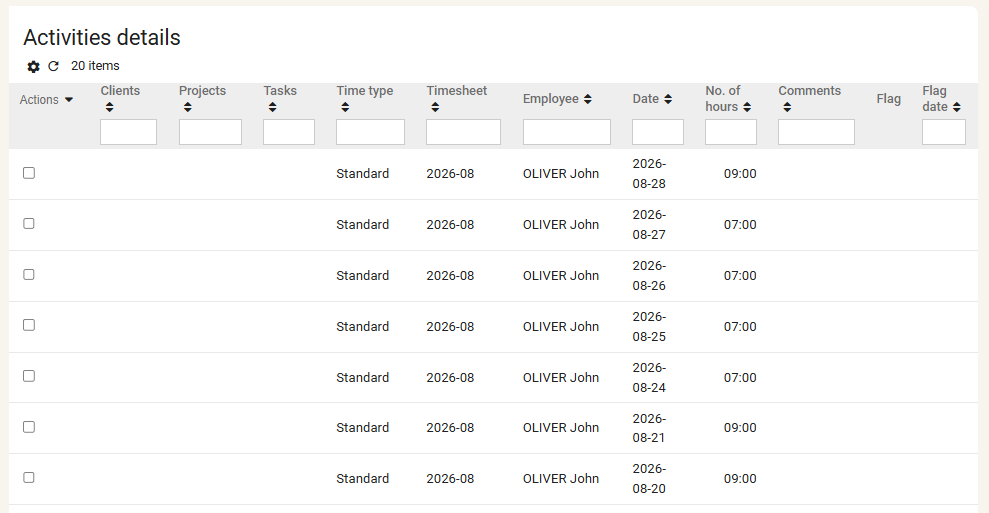 Activities details
20 items
Actions Clients Projects Tasks Time type Timesheet Employee Date No. of hours Comments Flag Flag date
Standard 2026-08 OLIVER John 2026-08-28 09:00
Standard 2026-08 OLIVER John 2026-08-27 07:00
Standard 2026-08 OLIVER John 2026-08-26 07:00
Standard 2026-08 OLIVER John 2026-08-25 07:00
Standard 2026-08 OLIVER John 2026-08-24 07:00
Standard 2026-08 OLIVER John 2026-08-21 09:00
Standard 2026-08 OLIVER John 2026-08-20 09:00